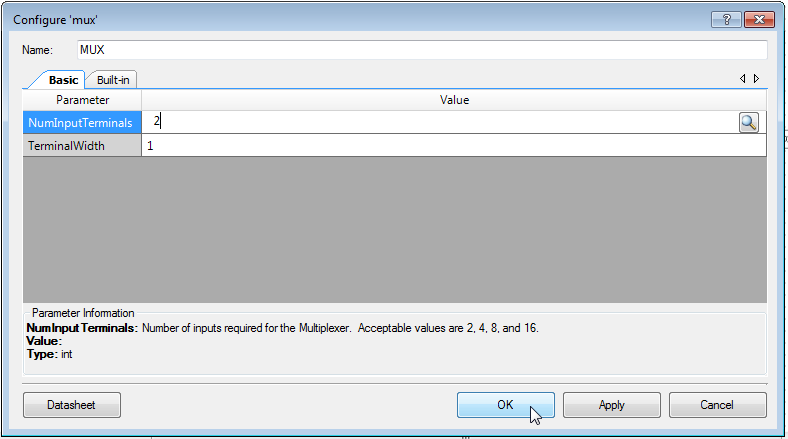 Configure 'mux'
Name: MUX
Basic Built-in
Parameter Value
NumInputTerminals 2
TerminalWidth 1
Parameter Information
NumInputTerminals: Number of inputs required for the Multiplexer. Acceptable values are 2, 4, 8, and 16.
Value:
Type: int
Datasheet OK Apply Cancel